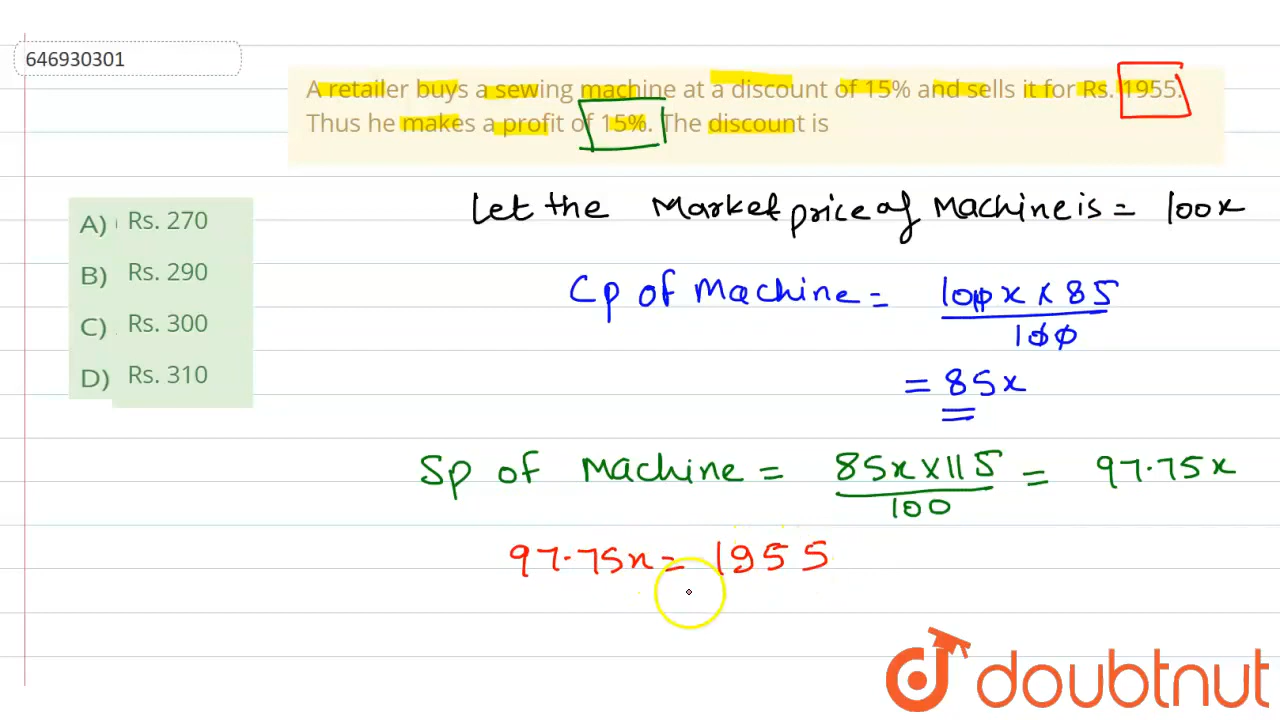 646930301
A retailer buys a sewing machine at a discount of 15% and sells it for Rs. 1955.
Thus he makes a profit of 15%. The discount is
A) Rs. 270
B) Rs. 290
C) Rs. 300
D) Rs. 310
Let the Market price of Machine is = 100x
Cp of Machine = 100x × 85
100
= 85x
Sp of Machine = 85x × 115 = 97.75x
100
97.75x = 1955
doubtnut